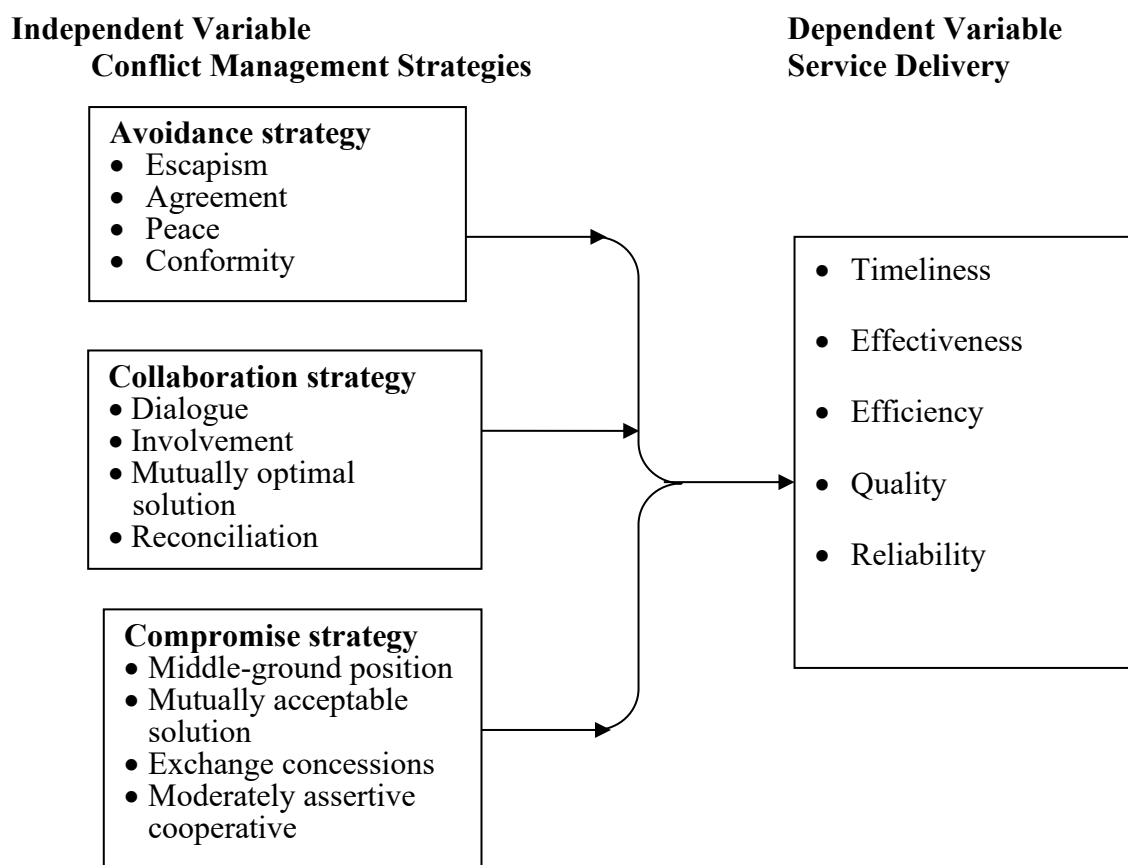 Independent Variable
Conflict Management Strategies
Dependent Variable
Service Delivery
Avoidance strategy
• Escapism
• Agreement
• Peace
• Conformity
Collaboration strategy
• Dialogue
• Involvement
• Mutually optimal
solution
• Reconciliation
Compromise strategy
• Middle-ground position
• Mutually acceptable
solution
• Exchange concessions
• Moderately assertive
cooperative
• Timeliness
• Effectiveness
• Efficiency
• Quality
• Reliability